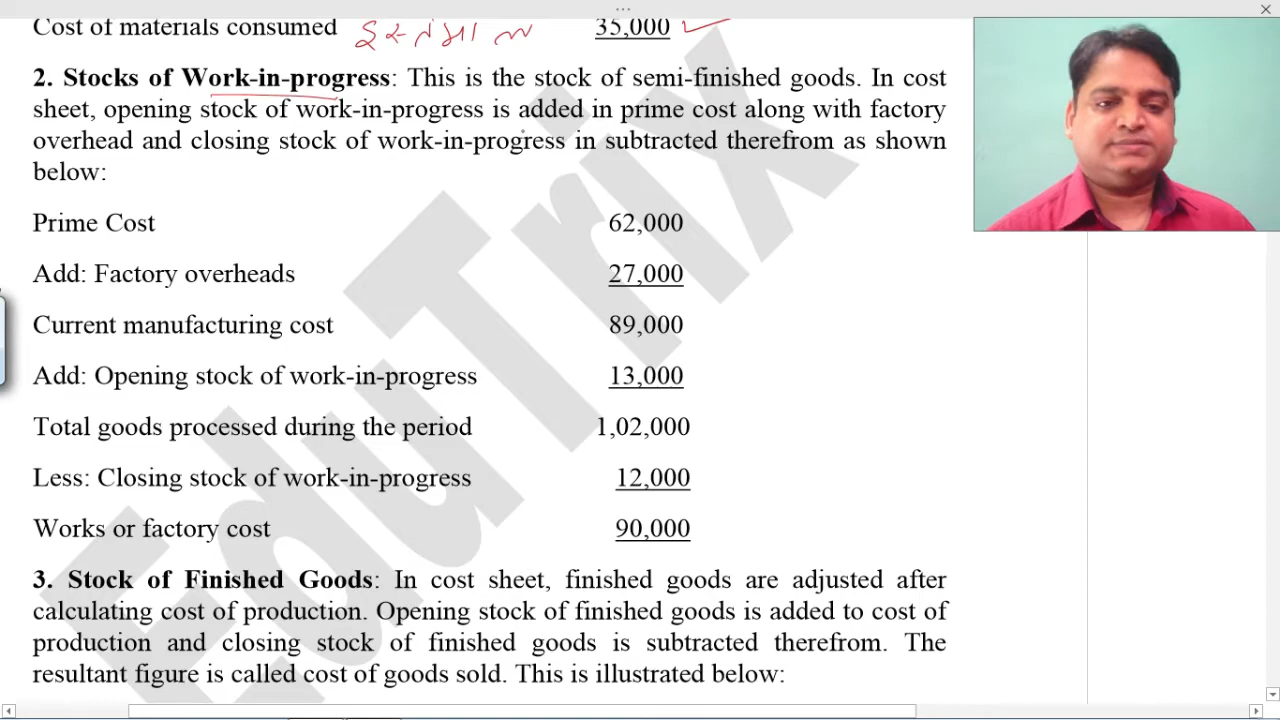 Cost of materials consumed 35,000
2. Stocks of Work-in-progress: This is the stock of semi-finished goods. In cost
sheet, opening stock of work-in-progress is added in prime cost along with factory
overhead and closing stock of work-in-progress in subtracted therefrom as shown
below:
Prime Cost 62,000
Add: Factory overheads 27,000
Current manufacturing cost 89,000
Add: Opening stock of work-in-progress 13,000
Total goods processed during the period 1,02,000
Less: Closing stock of work-in-progress 12,000
Works or factory cost 90,000
3. Stock of Finished Goods: In cost sheet, finished goods are adjusted after
calculating cost of production. Opening stock of finished goods is added to cost of
production and closing stock of finished goods is subtracted therefrom. The
resultant figure is called cost of goods sold. This is illustrated below:
EduTrix